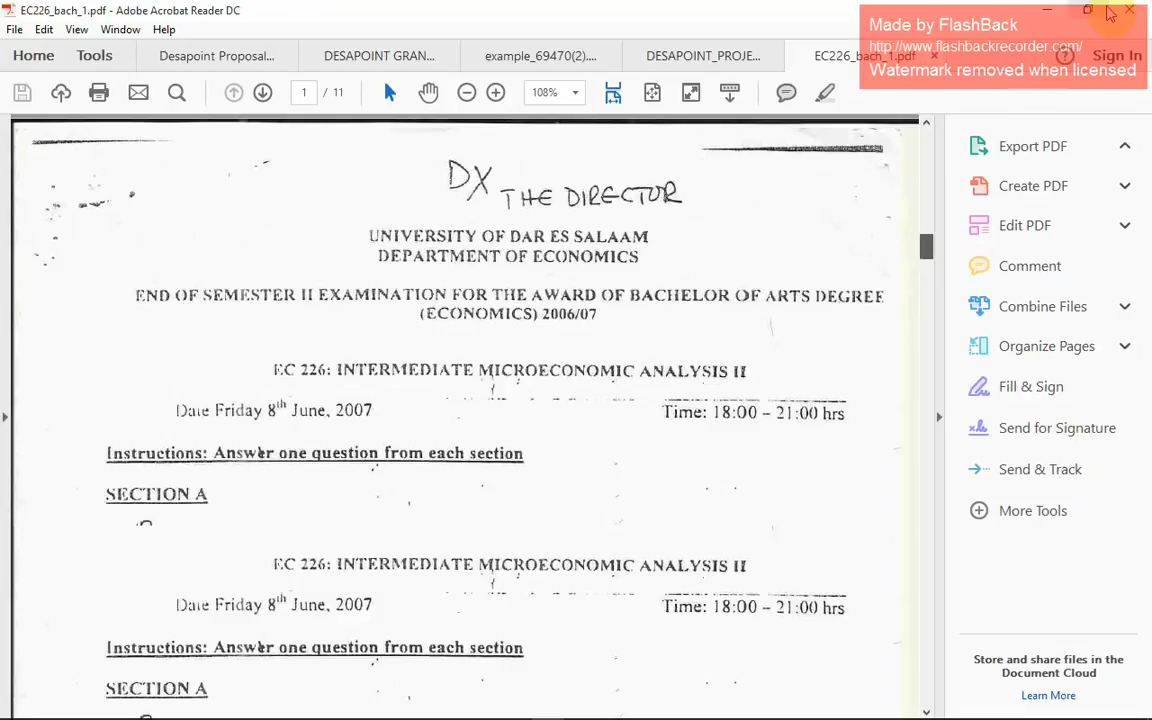 EC226_bach_1.pdf - Adobe Acrobat Reader DC
File Edit View Window Help
Made by FlashBack
http://www.flashbackrecorder.com/
Watermark removed when licensed
Home Tools Desapoint Proposal... DESAPOINT GRAN... example_69470(2).... DESAPOINT_PROJE... EC226_bach_1.pdf × Sign In
1 / 11 108%
DX THE DIRECTOR
UNIVERSITY OF DAR ES SALAAM
DEPARTMENT OF ECONOMICS
END OF SEMESTER II EXAMINATION FOR THE AWARD OF BACHELOR OF ARTS DEGREE
(ECONOMICS) 2006/07
EC 226: INTERMEDIATE MICROECONOMIC ANALYSIS II
Date Friday 8th June, 2007 Time: 18:00 – 21:00 hrs
Instructions: Answer one question from each section
SECTION A
EC 226: INTERMEDIATE MICROECONOMIC ANALYSIS II
Date Friday 8th June, 2007 Time: 18:00 – 21:00 hrs
Instructions: Answer one question from each section
SECTION A
Export PDF
Create PDF
Edit PDF
Comment
Combine Files
Organize Pages
Fill & Sign
Send for Signature
Send & Track
More Tools
Store and share files in the
Document Cloud
Learn More